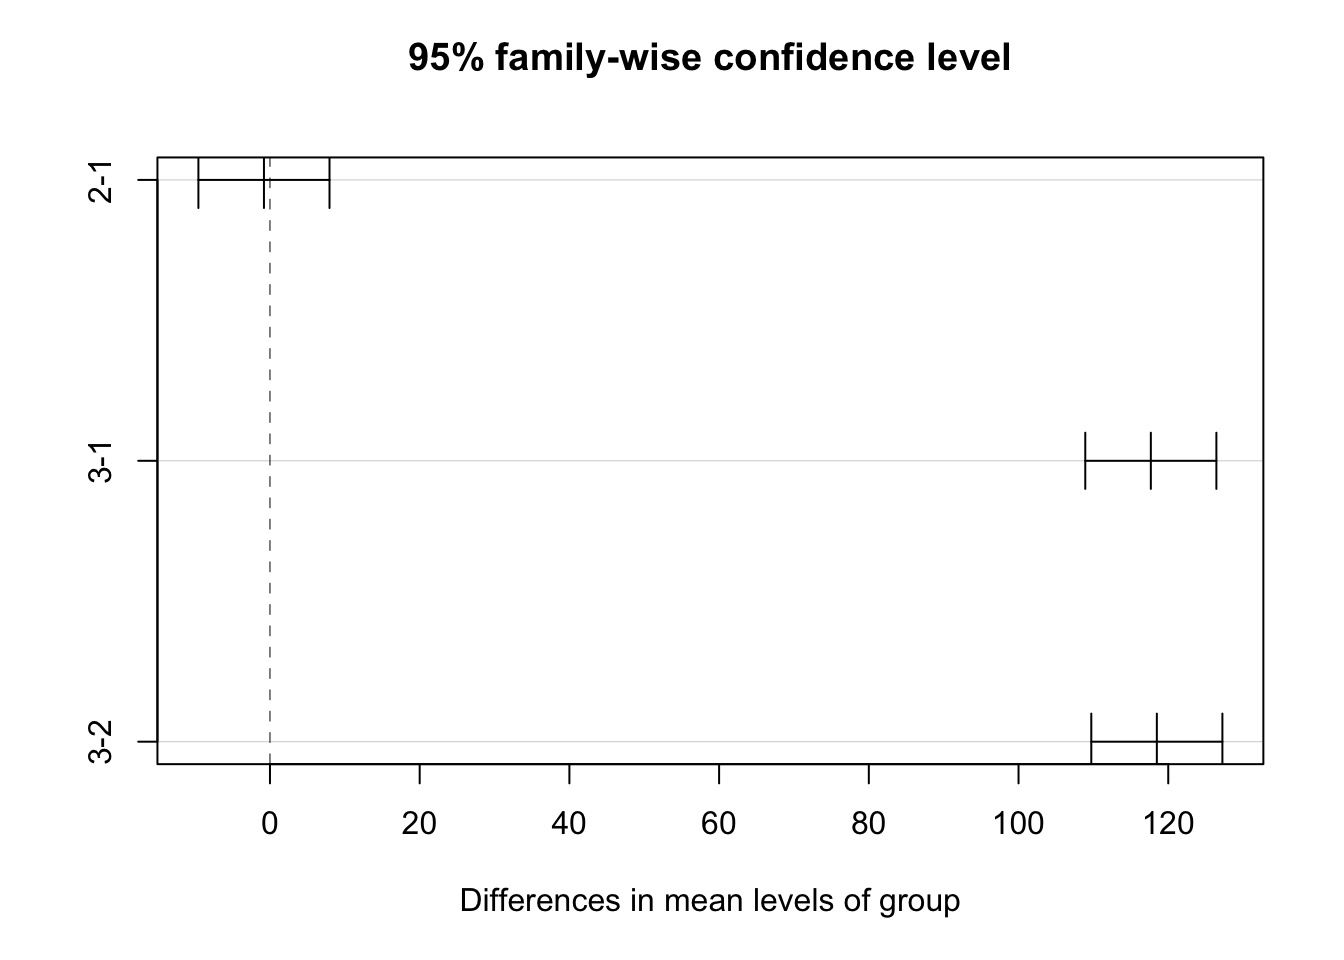 95% family-wise confidence level
2-1
3-1
3-2
0 20 40 60 80 100 120
Differences in mean levels of group